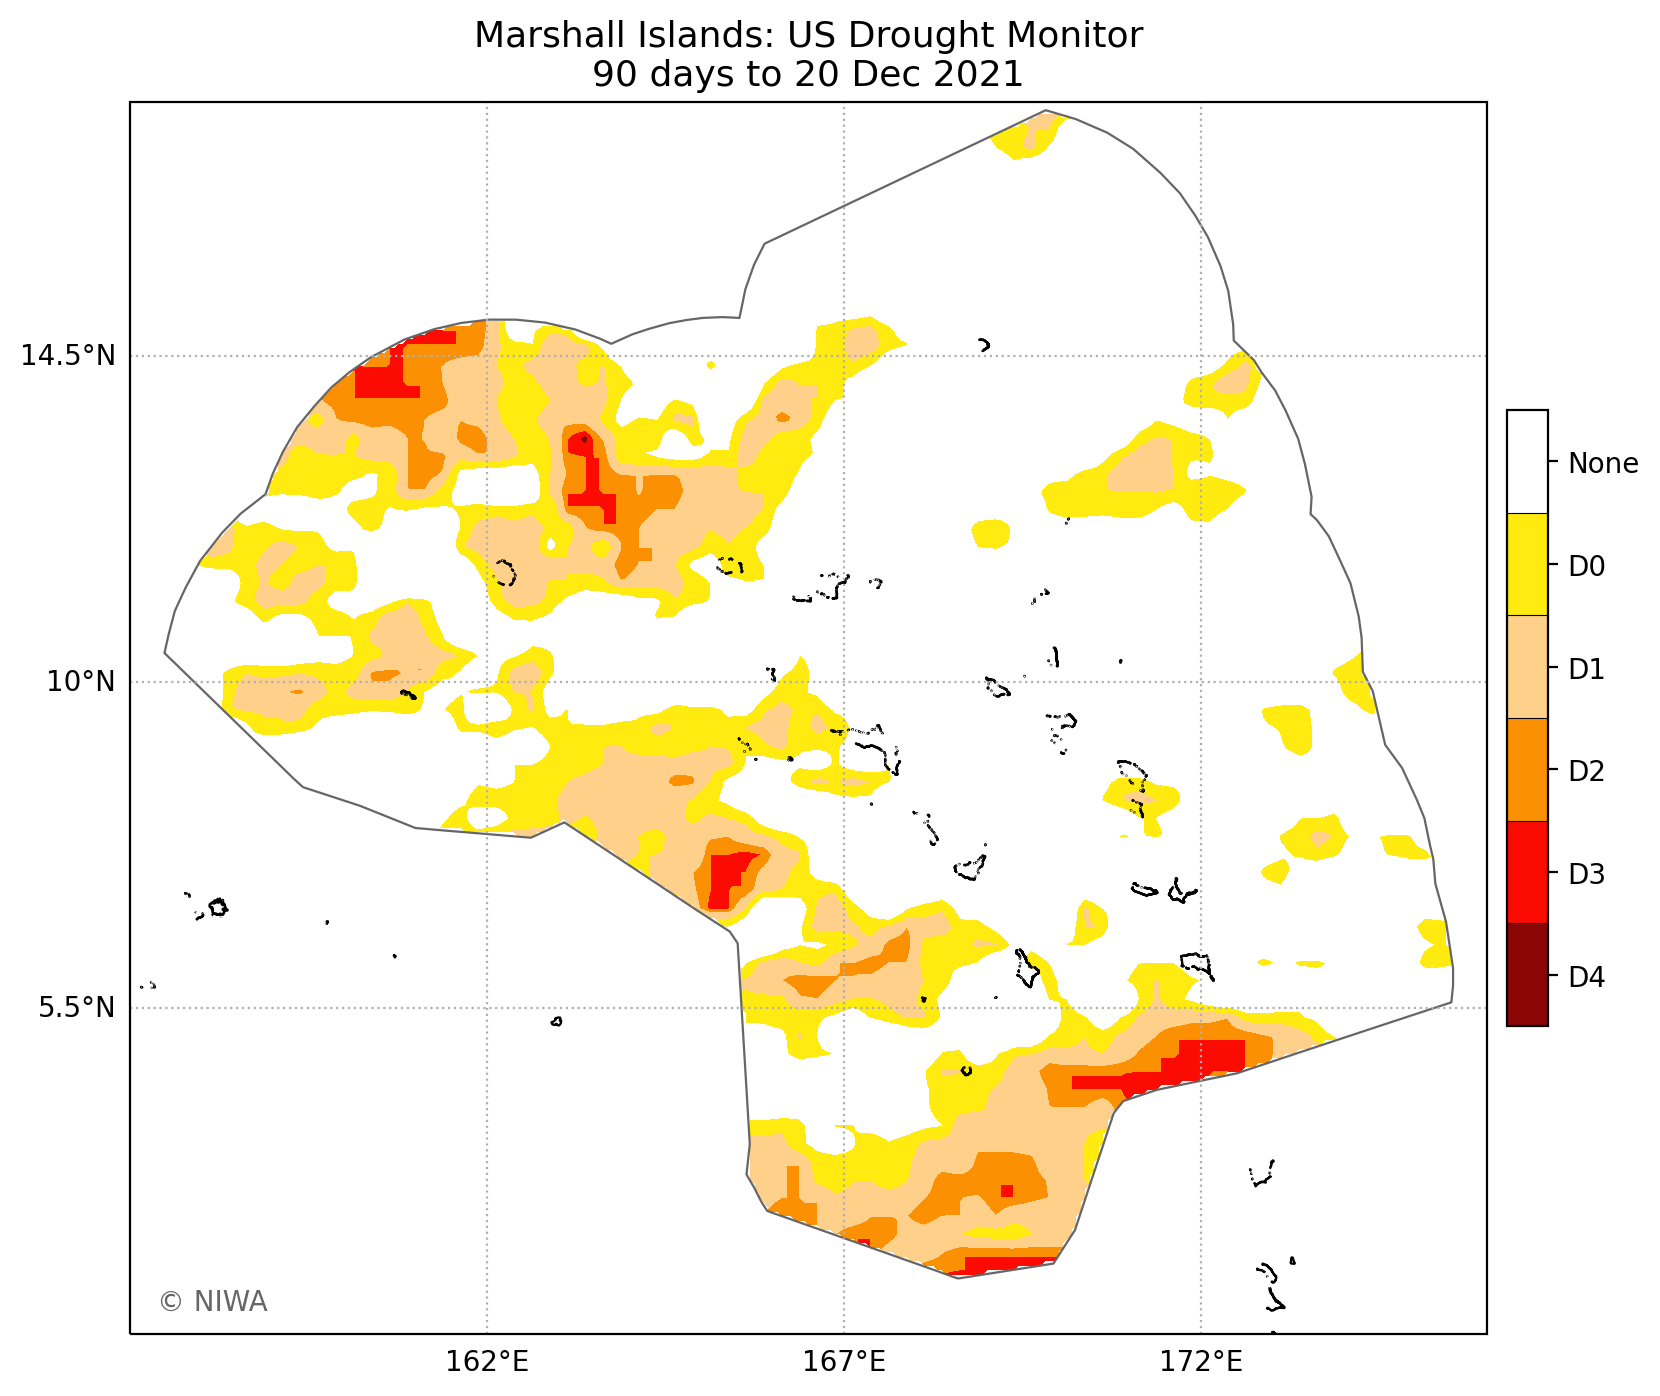 Marshall Islands: US Drought Monitor
90 days to 20 Dec 2021
14.5°N
10°N
5.5°N
162°E
167°E
172°E
None
D0
D1
D2
D3
D4
© NIWA